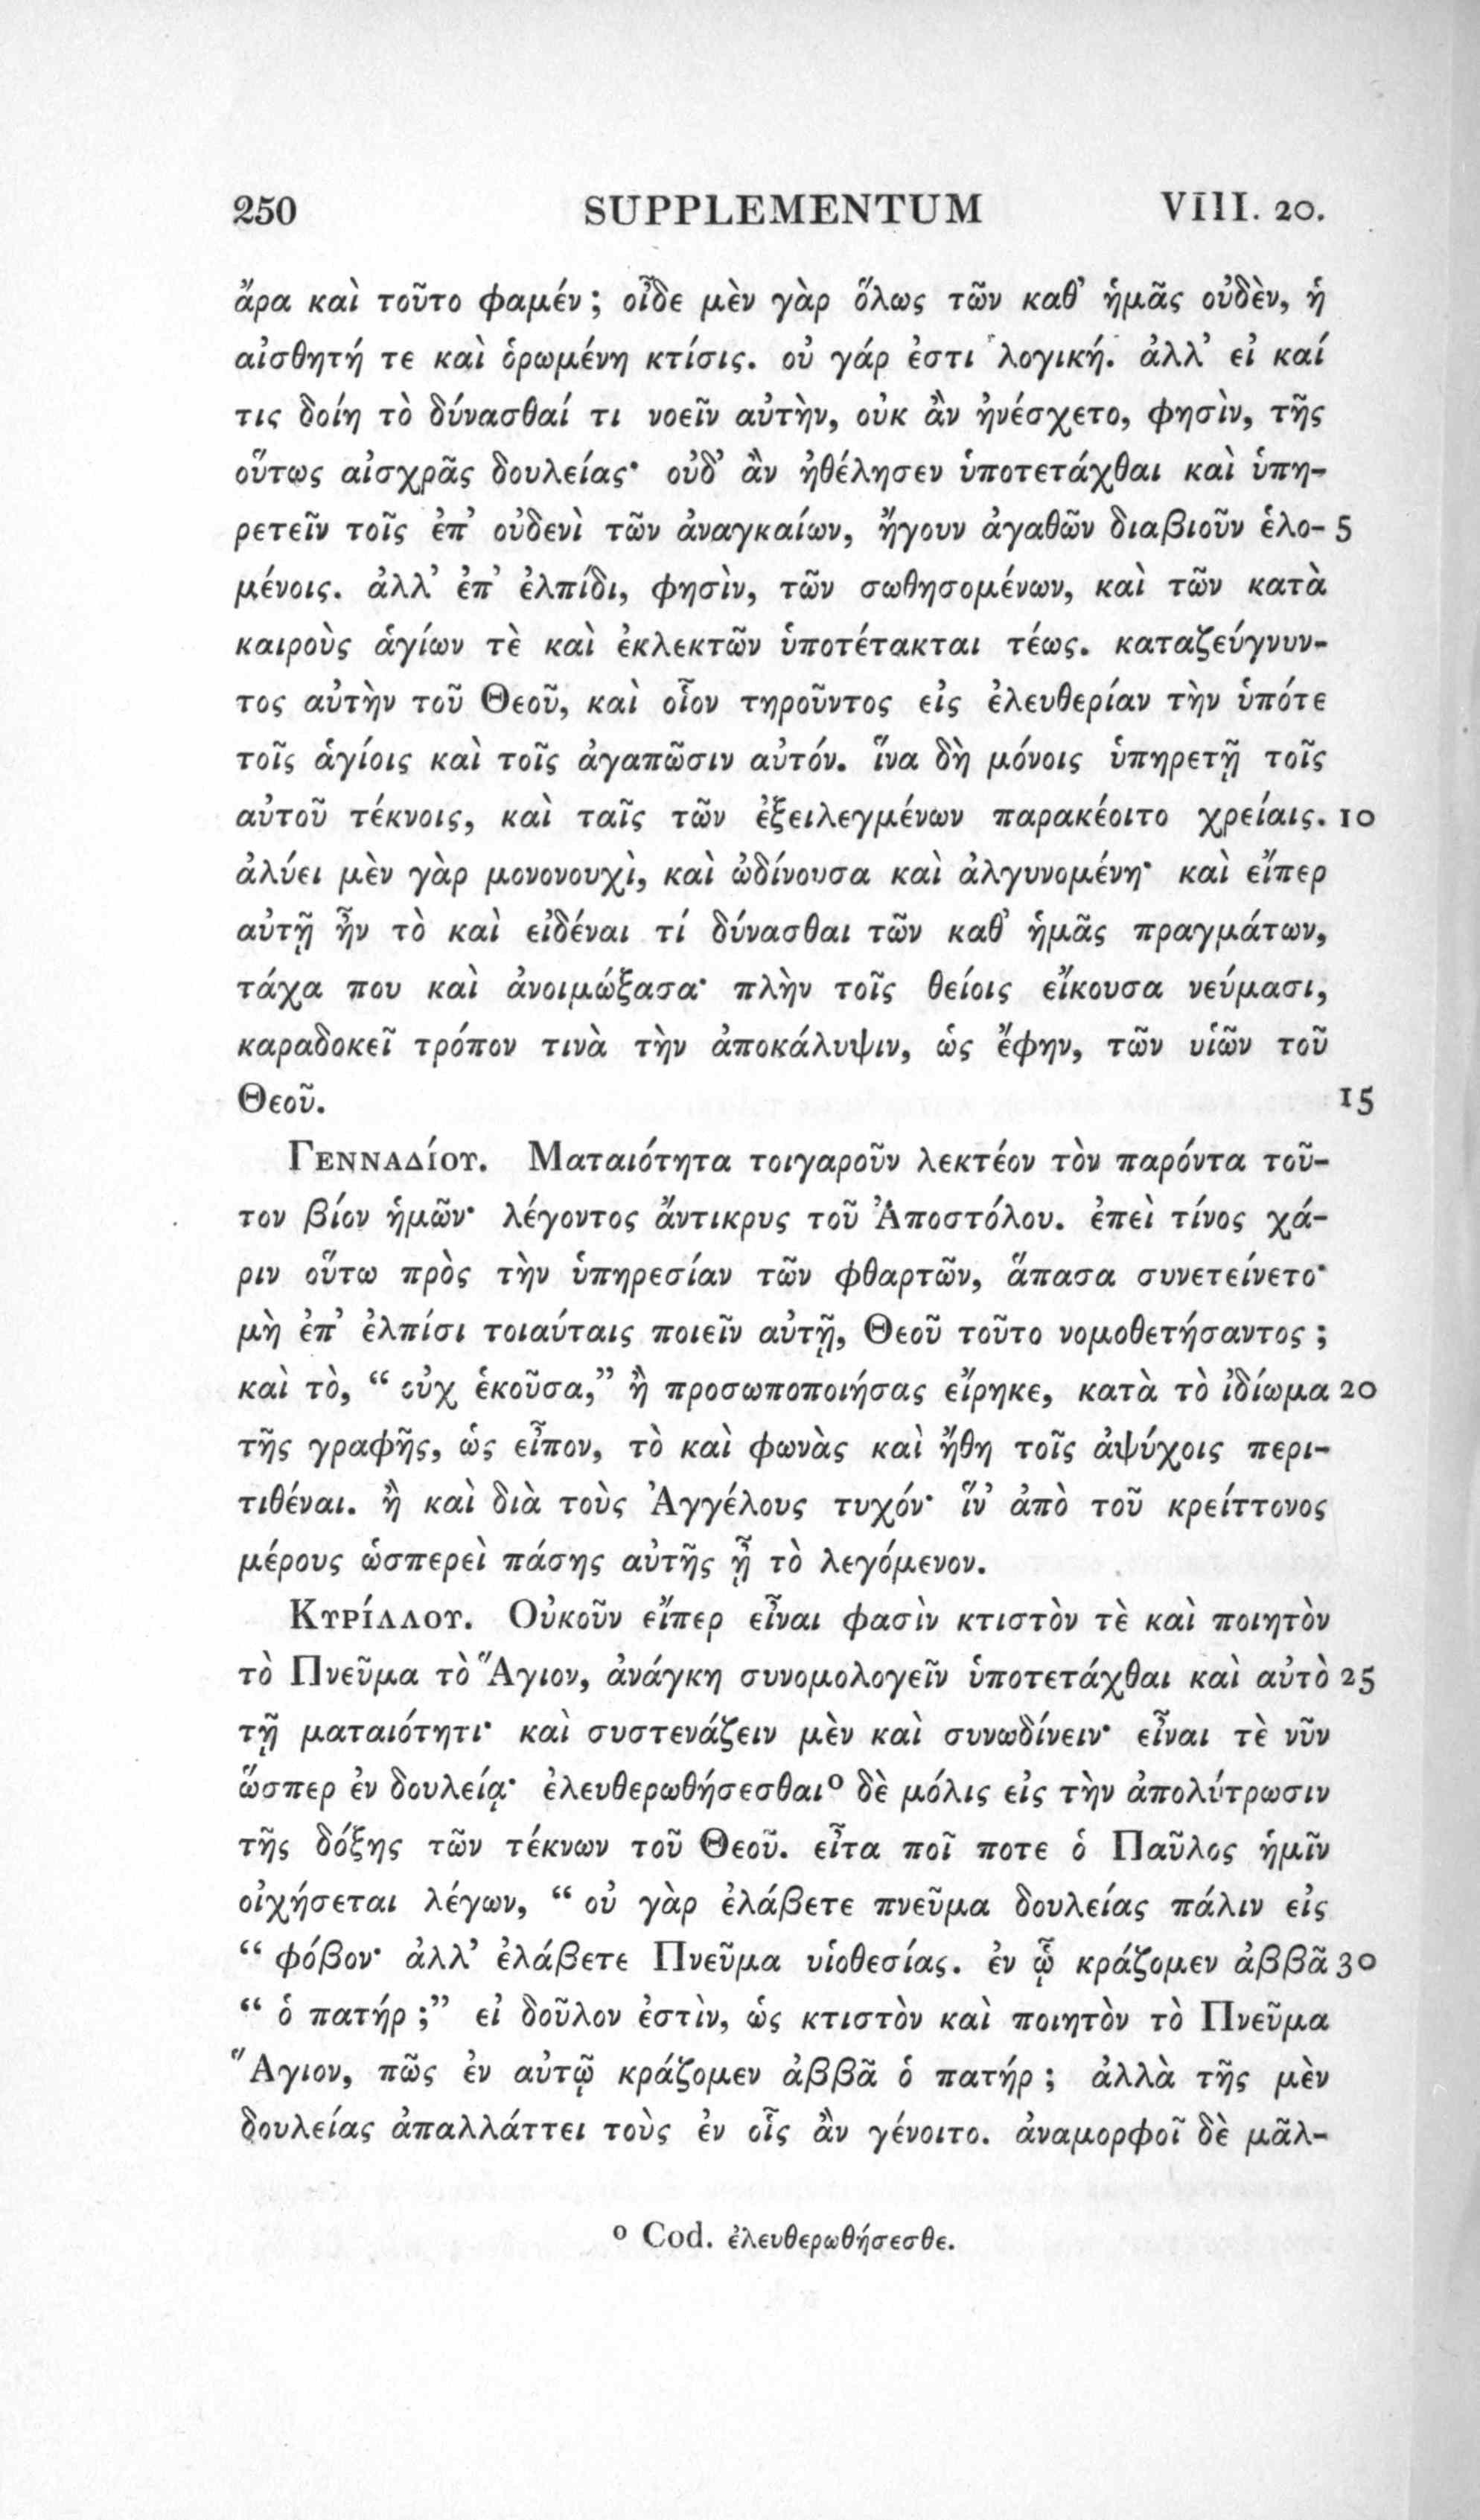 250 SUPPLEMENTUM VIII. 20.
ἄρα καὶ τοῦτο φαμέν ; οἶδε μὲν γὰρ ὅλως τῶν καθ᾽ ἡμᾶς οὐδὲν, ἡ
αἰσθητή τε καὶ ὁρωμένη κτίσις. οὐ γάρ ἐστι λογική. ἀλλ᾽ εἰ καί
τις δοίη τὸ δύνασθαί τι νοεῖν αὐτὴν, οὐκ ἂν ἠνέσχετο, φησὶν, τῆς
οὕτως αἰσχρᾶς δουλείας· οὐδ᾽ ἂν ἠθέλησεν ὑποτετάχθαι καὶ ὑπη-
ρετεῖν τοῖς ἐπ᾽ οὐδενὶ τῶν ἀναγκαίων, ἤγουν ἀγαθῶν διαβιοῦν ἑλο- 5
μένοις. ἀλλ᾽ ἐπ᾽ ἐλπίδι, φησὶν, τῶν σωθησομένων, καὶ τῶν κατὰ
καιροὺς ἁγίων τὲ καὶ ἐκλεκτῶν ὑποτέτακται τέως. καταζεύγνυν-
τος αὐτὴν τοῦ Θεοῦ, καὶ οἷον τηροῦντος εἰς ἐλευθερίαν τὴν ὑπότε
τοῖς ἁγίοις καὶ τοῖς ἀγαπῶσιν αὐτόν. ἵνα δὴ μόνοις ὑπηρετῇ τοῖς
αὐτοῦ τέκνοις, καὶ ταῖς τῶν ἐξειλεγμένων παρακέοιτο χρείαις. 10
ἀλύει μὲν γὰρ μονονουχὶ, καὶ ὠδίνουσα καὶ ἀλγυνομένη· καὶ εἴπερ
αὐτῇ ἦν τὸ καὶ εἰδέναι τί δύνασθαι τῶν καθ᾽ ἡμᾶς πραγμάτων,
τάχα που καὶ ἀνοιμώξασα· πλὴν τοῖς θείοις εἴκουσα νεύμασι,
καραδοκεῖ τρόπον τινὰ τὴν ἀποκάλυψιν, ὡς ἔφην, τῶν υἱῶν τοῦ
Θεοῦ. 15
Γενναδίου. Ματαιότητα τοιγαροῦν λεκτέον τὸν παρόντα τοῦ-
τον βίον ἡμῶν· λέγοντος ἄντικρυς τοῦ Ἀποστόλου. ἐπεὶ τίνος χά-
ριν οὕτω πρὸς τὴν ὑπηρεσίαν τῶν φθαρτῶν, ἅπασα συνετείνετο·
μὴ ἐπ᾽ ἐλπίσι τοιαύταις ποιεῖν αὐτῇ, Θεοῦ τοῦτο νομοθετήσαντος ;
καὶ τὸ, “ οὐχ ἑκοῦσα,” ἢ προσωποποιήσας εἴρηκε, κατὰ τὸ ἰδίωμα 20
τῆς γραφῆς, ὡς εἶπον, τὸ καὶ φωνὰς καὶ ἤθη τοῖς ἀψύχοις περι-
τιθέναι. ἢ καὶ διὰ τοὺς Ἀγγέλους τυχόν· ἵν᾽ ἀπὸ τοῦ κρείττονος
μέρους ὡσπερεὶ πάσης αὐτῆς ᾖ τὸ λεγόμενον.
Κυρίλλου. Οὐκοῦν εἴπερ εἶναι φασὶν κτιστὸν τὲ καὶ ποιητὸν
τὸ Πνεῦμα τὸ Ἅγιον, ἀνάγκη συνομολογεῖν ὑποτετάχθαι καὶ αὐτὸ 25
τῇ ματαιότητι· καὶ συστενάζειν μὲν καὶ συνωδίνειν· εἶναι τὲ νῦν
ὥσπερ ἐν δουλείᾳ· ἐλευθερωθήσεσθαι° δὲ μόλις εἰς τὴν ἀπολύτρωσιν
τῆς δόξης τῶν τέκνων τοῦ Θεοῦ. εἶτα ποῖ ποτε ὁ Παῦλος ἡμῖν
οἰχήσεται λέγων, “ οὐ γὰρ ἐλάβετε πνεῦμα δουλείας πάλιν εἰς
“ φόβον· ἀλλ᾽ ἐλάβετε Πνεῦμα υἱοθεσίας. ἐν ᾧ κράζομεν ἀββᾶ 30
“ ὁ πατήρ ;” εἰ δοῦλον ἐστὶν, ὡς κτιστὸν καὶ ποιητὸν τὸ Πνεῦμα
Ἅγιον, πῶς ἐν αὐτῷ κράζομεν ἀββᾶ ὁ πατήρ ; ἀλλὰ τῆς μὲν
δουλείας ἀπαλλάττει τοὺς ἐν οἷς ἂν γένοιτο. ἀναμορφοῖ δὲ μᾶλ-
° Cod. ἐλευθερωθήσεσθε.